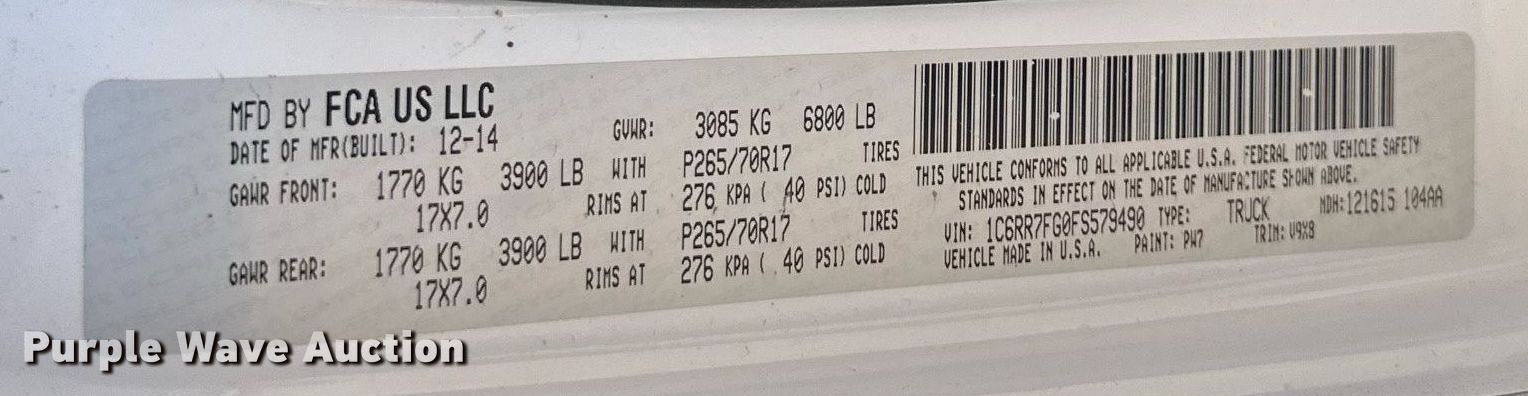 MFD BY FCA US LLC
DATE OF MFR(BUILT): 12-14 GVWR: 3085 KG 6800 LB
GAWR FRONT: 1770 KG 3900 LB WITH P265/70R17 TIRES
17X7.0 RIMS AT 276 KPA ( 40 PSI) COLD
GAWR REAR: 1770 KG 3900 LB WITH P265/70R17 TIRES
17X7.0 RIMS AT 276 KPA ( 40 PSI) COLD
THIS VEHICLE CONFORMS TO ALL APPLICABLE U.S.A. FEDERAL MOTOR VEHICLE SAFETY
STANDARDS IN EFFECT ON THE DATE OF MANUFACTURE SHOWN ABOVE.
VIN: 1C6RR7FG0FS579490 TYPE: TRUCK MDH:121615 104AA
VEHICLE MADE IN U.S.A. PAINT: PW7 TRIM: V9X8
Purple Wave Auction